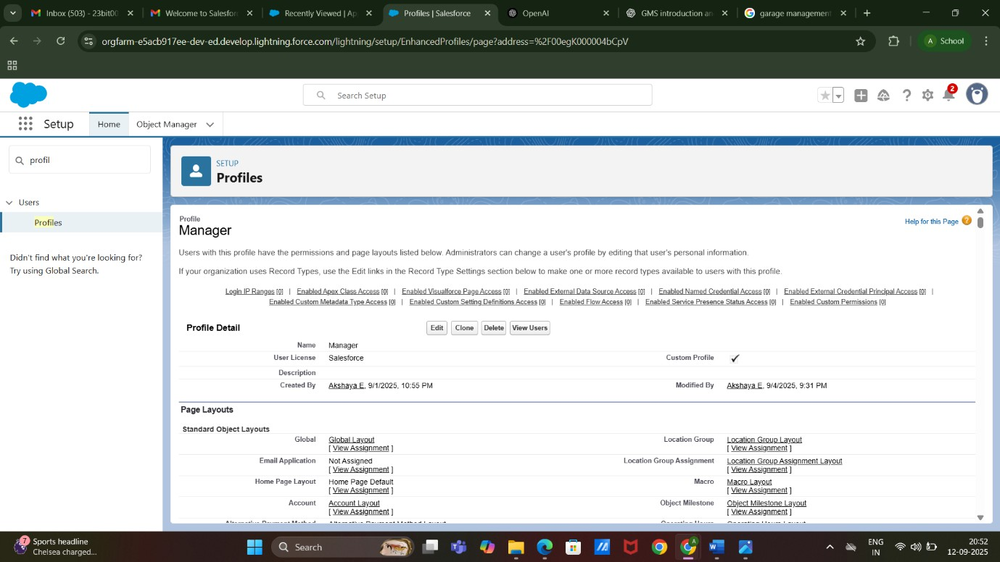 Inbox (503) - 23bit00
Welcome to Salesfor
Recently Viewed | Ap
Profiles | Salesforce
OpenAI
GMS introduction an
garage management
orgfarm-e5acb917ee-dev-ed.develop.lightning.force.com/lightning/setup/EnhancedProfiles/page?address=%2F00egK000004bCpV
A School
Search Setup
2
Setup
Home
Object Manager
profil
Users
Profiles
Didn't find what you're looking for?
Try using Global Search.
SETUP
Profiles
Profile
Manager
Help for this Page ?
Users with this profile have the permissions and page layouts listed below. Administrators can change a user's profile by editing that user's personal information.
If your organization uses Record Types, use the Edit links in the Record Type Settings section below to make one or more record types available to users with this profile.
Login IP Ranges [0] | Enabled Apex Class Access [0] | Enabled Visualforce Page Access [0] | Enabled External Data Source Access [0] | Enabled Named Credential Access [0] | Enabled External Credential Principal Access [0] |
Enabled Custom Metadata Type Access [0] | Enabled Custom Setting Definitions Access [0] | Enabled Flow Access [0] | Enabled Service Presence Status Access [0] | Enabled Custom Permissions [0]
Profile Detail
Edit Clone Delete View Users
Name Manager
User License Salesforce Custom Profile ✓
Description
Created By Akshaya E, 9/1/2025, 10:55 PM Modified By Akshaya E, 9/4/2025, 9:31 PM
Page Layouts
Standard Object Layouts
Global Global Layout Location Group Location Group Layout
[ View Assignment ] [ View Assignment ]
Email Application Not Assigned Location Group Assignment Location Group Assignment Layout
[ View Assignment ] [ View Assignment ]
Home Page Layout Home Page Default Macro Macro Layout
[ View Assignment ] [ View Assignment ]
Account Account Layout Object Milestone Object Milestone Layout
[ View Assignment ] [ View Assignment ]
Alternative Payment Method Alternative Payment Method Layout Operating Hours Operating Hours Layout
7
Sports headline
Chelsea charged...
Search
ENG
IN
20:52
12-09-2025